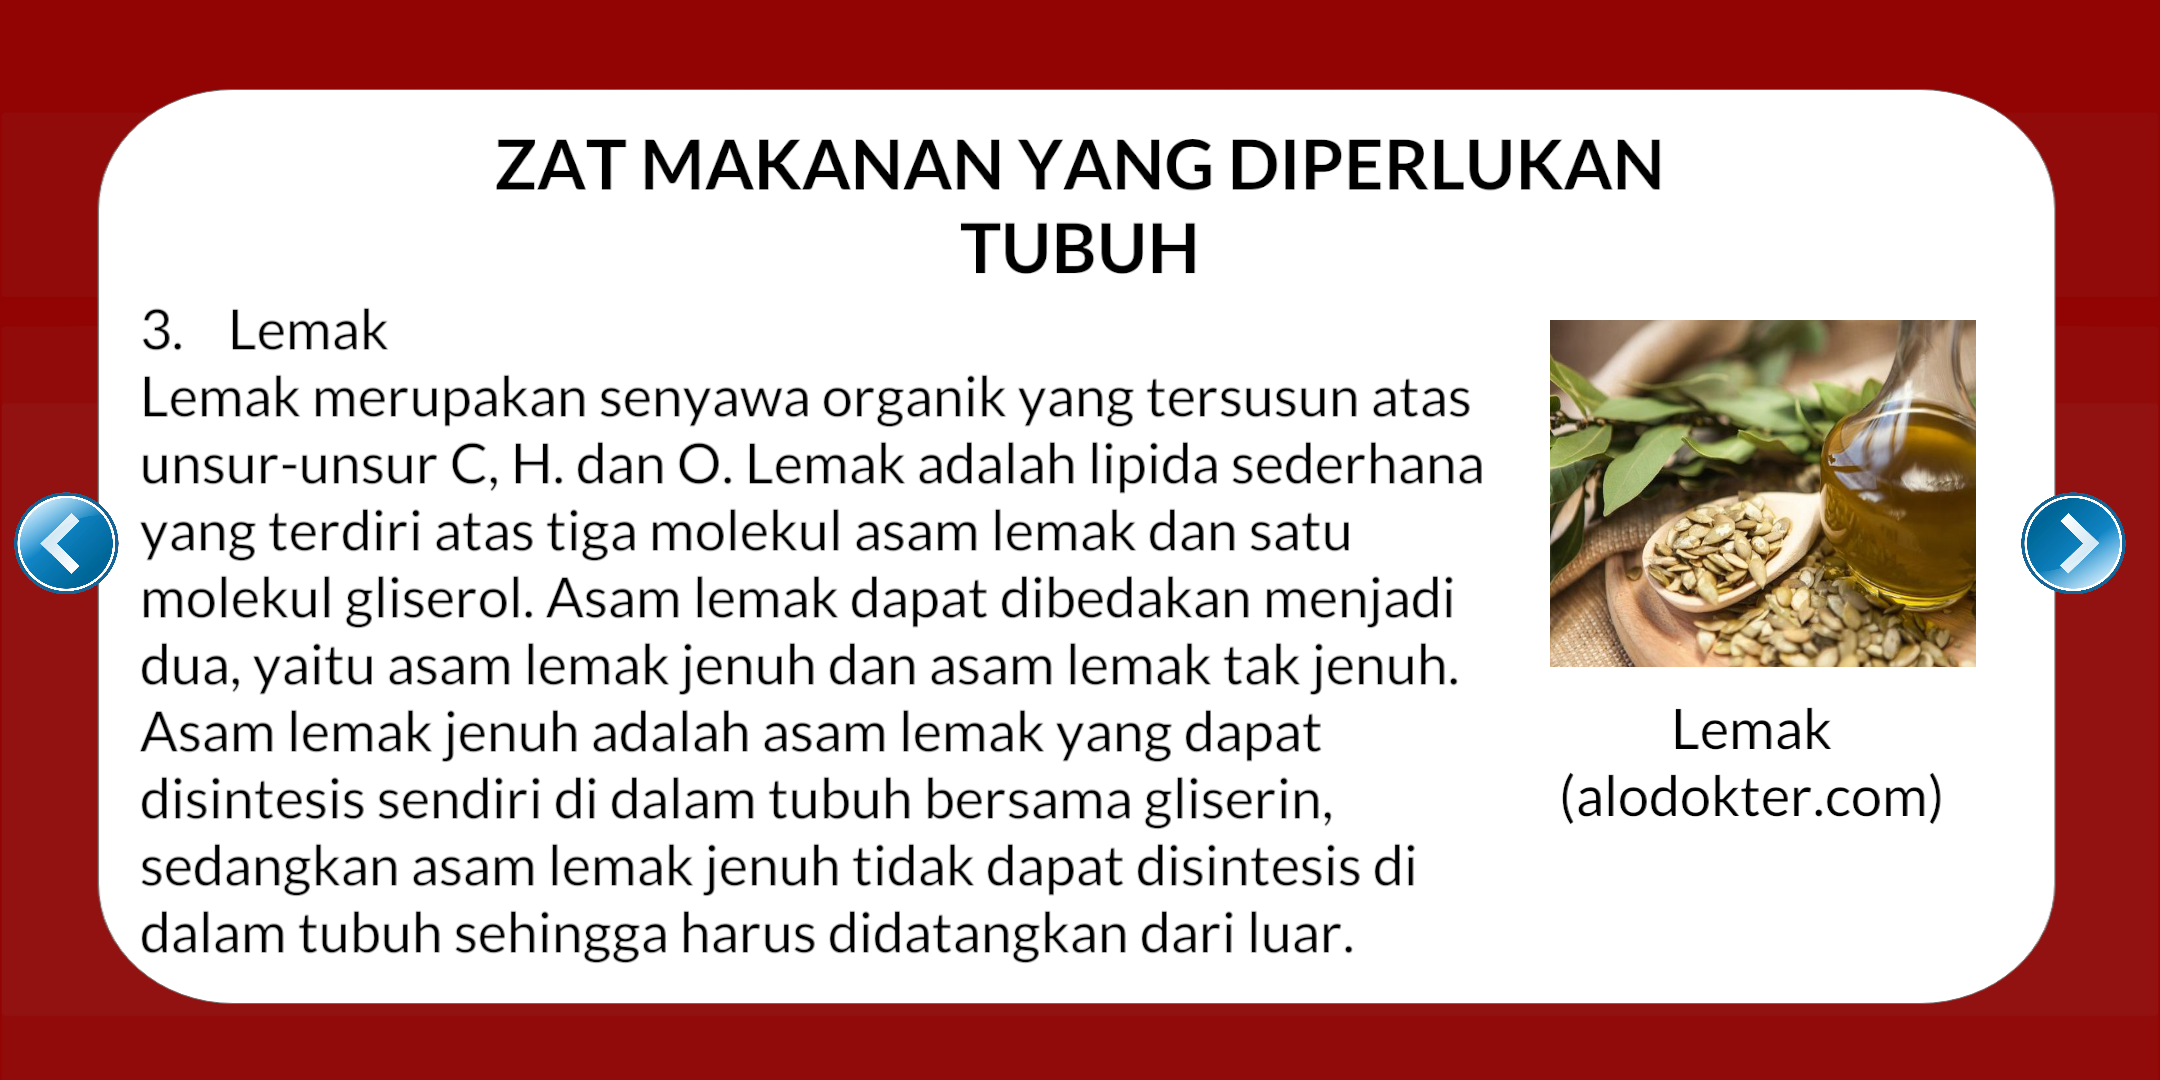 ZAT MAKANAN YANG DIPERLUKAN
TUBUH
3. Lemak
Lemak merupakan senyawa organik yang tersusun atas
unsur-unsur C, H. dan O. Lemak adalah lipida sederhana
yang terdiri atas tiga molekul asam lemak dan satu
molekul gliserol. Asam lemak dapat dibedakan menjadi
dua, yaitu asam lemak jenuh dan asam lemak tak jenuh.
Asam lemak jenuh adalah asam lemak yang dapat
disintesis sendiri di dalam tubuh bersama gliserin,
sedangkan asam lemak jenuh tidak dapat disintesis di
dalam tubuh sehingga harus didatangkan dari luar.
Lemak
(alodokter.com)